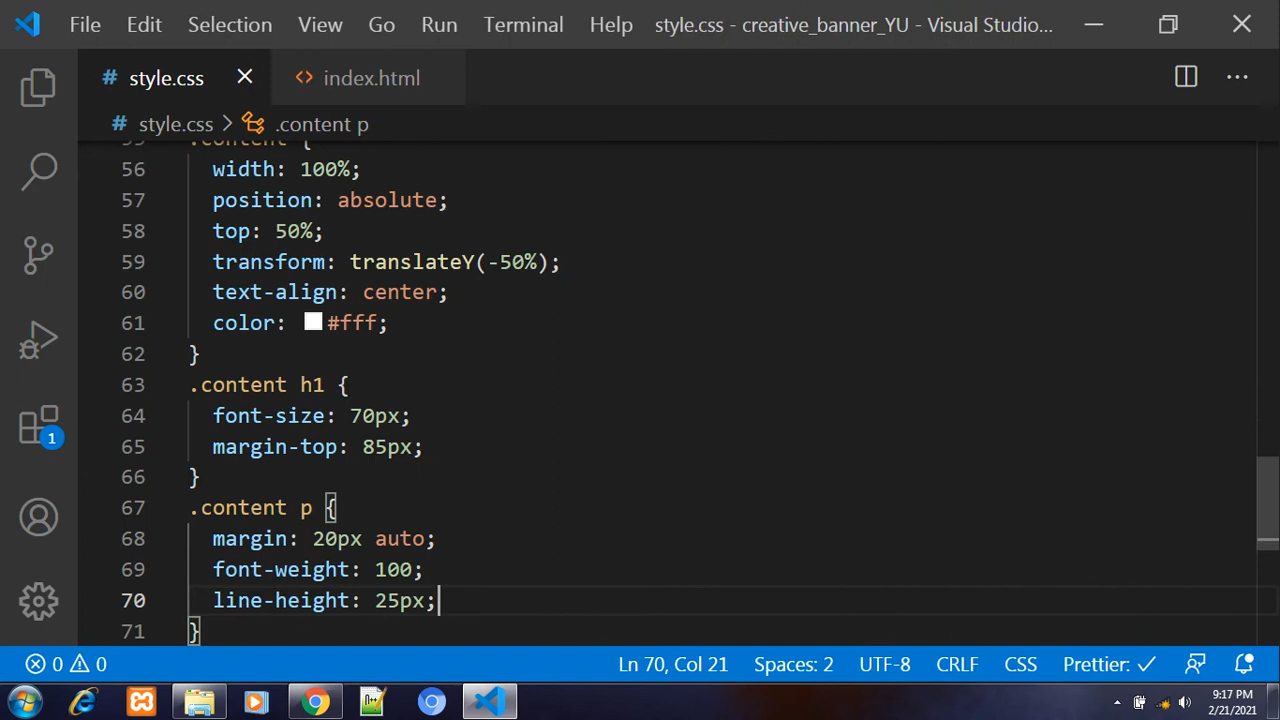 File Edit Selection View Go Run Terminal Help style.css - creative_banner_YU - Visual Studio...
# style.css index.html
# style.css > .content p
55 .content {
56 width: 100%;
57 position: absolute;
58 top: 50%;
59 transform: translateY(-50%);
60 text-align: center;
61 color: #fff;
62 }
63 .content h1 {
64 font-size: 70px;
65 margin-top: 85px;
66 }
67 .content p {
68 margin: 20px auto;
69 font-weight: 100;
70 line-height: 25px;
71 }
1
0 0 Ln 70, Col 21 Spaces: 2 UTF-8 CRLF CSS Prettier: ✓
9:17 PM
2/21/2021